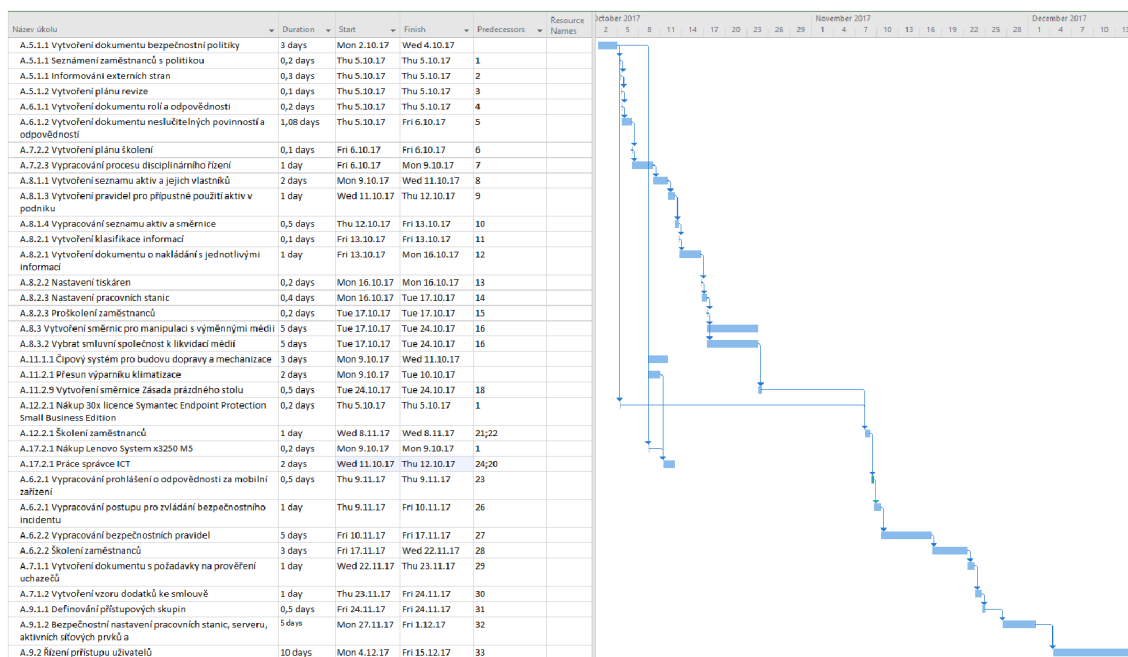 Název úkolu Duration Start Finish Predecessors Resource Names
October 2017 November 2017 December 2017
2 5 8 11 14 17 20 23 26 29 1 4 7 10 13 16 19 22 25 28 1 4 7 10 13
A.5.1.1 Vytvoření dokumentu bezpečnostní politiky 3 days Mon 2.10.17 Wed 4.10.17
A.5.1.1 Seznámení zaměstnanců s politikou 0,2 days Thu 5.10.17 Thu 5.10.17 1
A.5.1.1 Informování externích stran 0,3 days Thu 5.10.17 Thu 5.10.17 2
A.5.1.2 Vytvoření plánu revize 0,1 days Thu 5.10.17 Thu 5.10.17 3
A.6.1.1 Vytvoření dokumentu rolí a odpovědnosti 0,2 days Thu 5.10.17 Thu 5.10.17 4
A.6.1.2 Vytvoření dokumentu neslučitelných povinností a 1,08 days Thu 5.10.17 Fri 6.10.17 5
odpovědností
A.7.2.2 Vytvoření plánu školení 0,1 days Fri 6.10.17 Fri 6.10.17 6
A.7.2.3 Vypracování procesu disciplinárního řízení 1 day Fri 6.10.17 Mon 9.10.17 7
A.8.1.1 Vytvoření seznamu aktiv a jejich vlastníků 2 days Mon 9.10.17 Wed 11.10.17 8
A.8.1.3 Vytvoření pravidel pro přípustné použití aktiv v 1 day Wed 11.10.17 Thu 12.10.17 9
podniku
A.8.1.4 Vypracování seznamu aktiv a směrnice 0,5 days Thu 12.10.17 Fri 13.10.17 10
A.8.2.1 Vytvoření klasifikace informací 0,1 days Fri 13.10.17 Fri 13.10.17 11
A.8.2.1 Vytvoření dokumentu o nakládání s jednotlivými 1 day Fri 13.10.17 Mon 16.10.17 12
informací
A.8.2.2 Nastavení tiskáren 0,2 days Mon 16.10.17 Mon 16.10.17 13
A.8.2.3 Nastavení pracovních stanic 0,4 days Mon 16.10.17 Tue 17.10.17 14
A.8.2.3 Proškolení zaměstnanců 0,2 days Tue 17.10.17 Tue 17.10.17 15
A.8.3 Vytvoření směrnic pro manipulaci s výměnnými médii 5 days Tue 17.10.17 Tue 24.10.17 16
A.8.3.2 Vybrat smluvní společnost k likvidací médií 5 days Tue 17.10.17 Tue 24.10.17 16
A.11.1.1 Čipový systém pro budovu dopravy a mechanizace 3 days Mon 9.10.17 Wed 11.10.17
A.11.2.1 Přesun výparníku klimatizace 2 days Mon 9.10.17 Tue 10.10.17
A.11.2.9 Vytvoření směrnice Zásada prázdného stolu 0,5 days Tue 24.10.17 Tue 24.10.17 18
A.12.2.1 Nákup 30x licence Symantec Endpoint Protection 0,2 days Thu 5.10.17 Thu 5.10.17 1
Small Business Edition
A.12.2.1 Školení zaměstnanců 1 day Wed 8.11.17 Wed 8.11.17 21;22
A.17.2.1 Nákup Lenovo System x3250 M5 0,2 days Mon 9.10.17 Mon 9.10.17 1
A.17.2.1 Práce správce ICT 2 days Wed 11.10.17 Thu 12.10.17 24;20
A.6.2.1 Vypracování prohlášení o odpovědnosti za mobilní 0,5 days Thu 9.11.17 Thu 9.11.17 23
zařízení
A.6.2.1 Vypracování postupu pro zvládání bezpečnostního 1 day Thu 9.11.17 Fri 10.11.17 26
incidentu
A.6.2.2 Vypracování bezpečnostních pravidel 5 days Fri 10.11.17 Fri 17.11.17 27
A.6.2.2 Školení zaměstnanců 3 days Fri 17.11.17 Wed 22.11.17 28
A.7.1.1 Vytvoření dokumentu s požadavky na prověření 1 day Wed 22.11.17 Thu 23.11.17 29
uchazečů
A.7.1.2 Vytvoření vzoru dodatků ke smlouvě 1 day Thu 23.11.17 Fri 24.11.17 30
A.9.1.1 Definování přístupových skupin 0,5 days Fri 24.11.17 Fri 24.11.17 31
A.9.1.2 Bezpečnostní nastavení pracovních stanic, serveru, 5 days Mon 27.11.17 Fri 1.12.17 32
aktivních síťových prvků a
A.9.2 Řízení přístupu uživatelů 10 days Mon 4.12.17 Fri 15.12.17 33